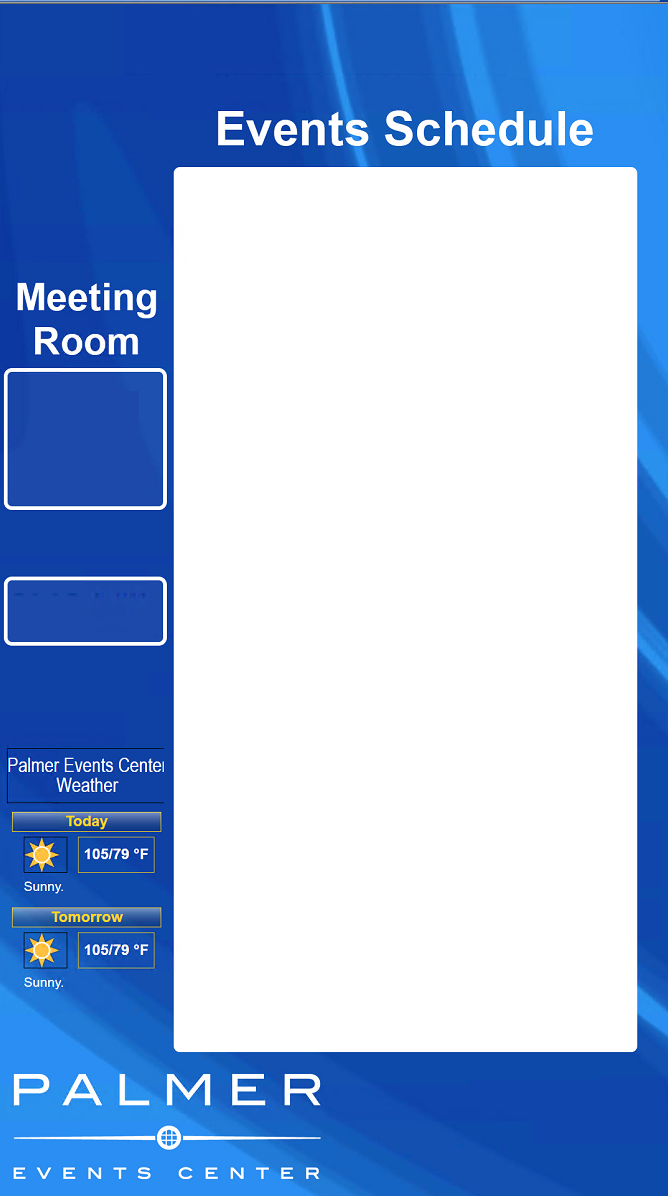 Events Schedule
Meeting
Room
Palmer Events Center
Weather
Today
105/79 °F
Sunny.
Tomorrow
105/79 °F
Sunny.
PALMER
EVENTS CENTER